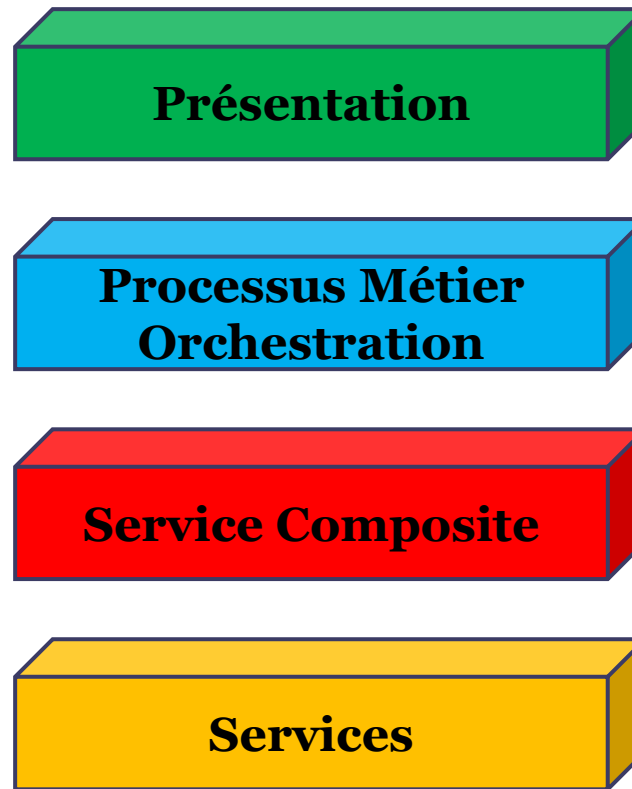 Présentation
Processus Métier
Orchestration
Service Composite
Services